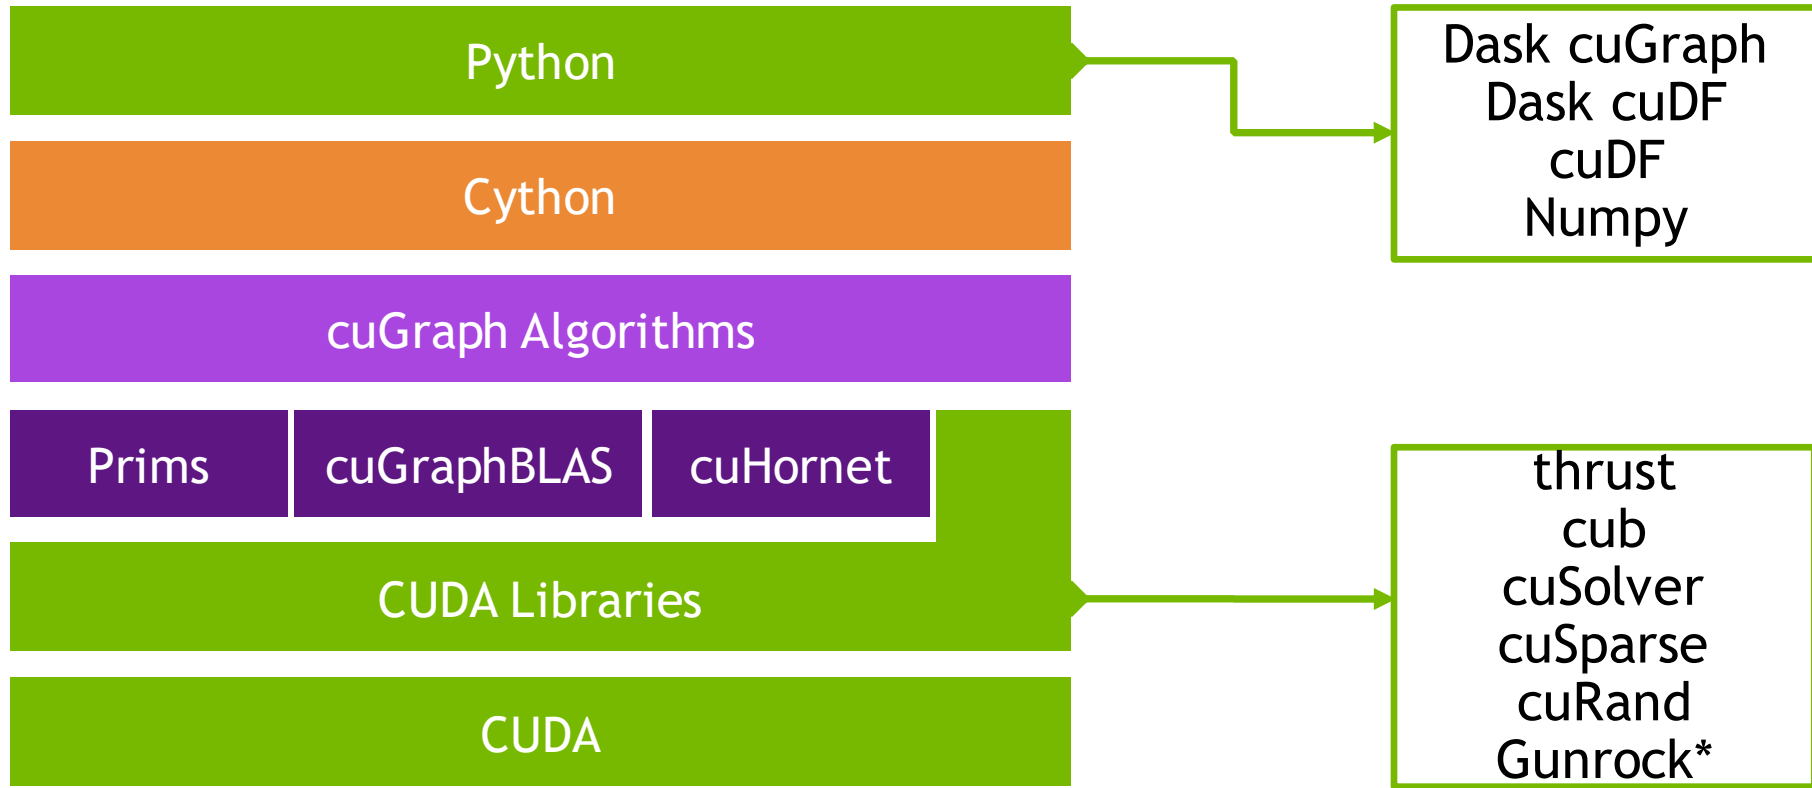 Python
Cython
cuGraph Algorithms
Prims
cuGraphBLAS
cuHornet
CUDA Libraries
CUDA
Dask cuGraph
Dask cuDF
cuDF
Numpy
thrust
cub
cuSolver
cuSparse
cuRand
Gunrock*